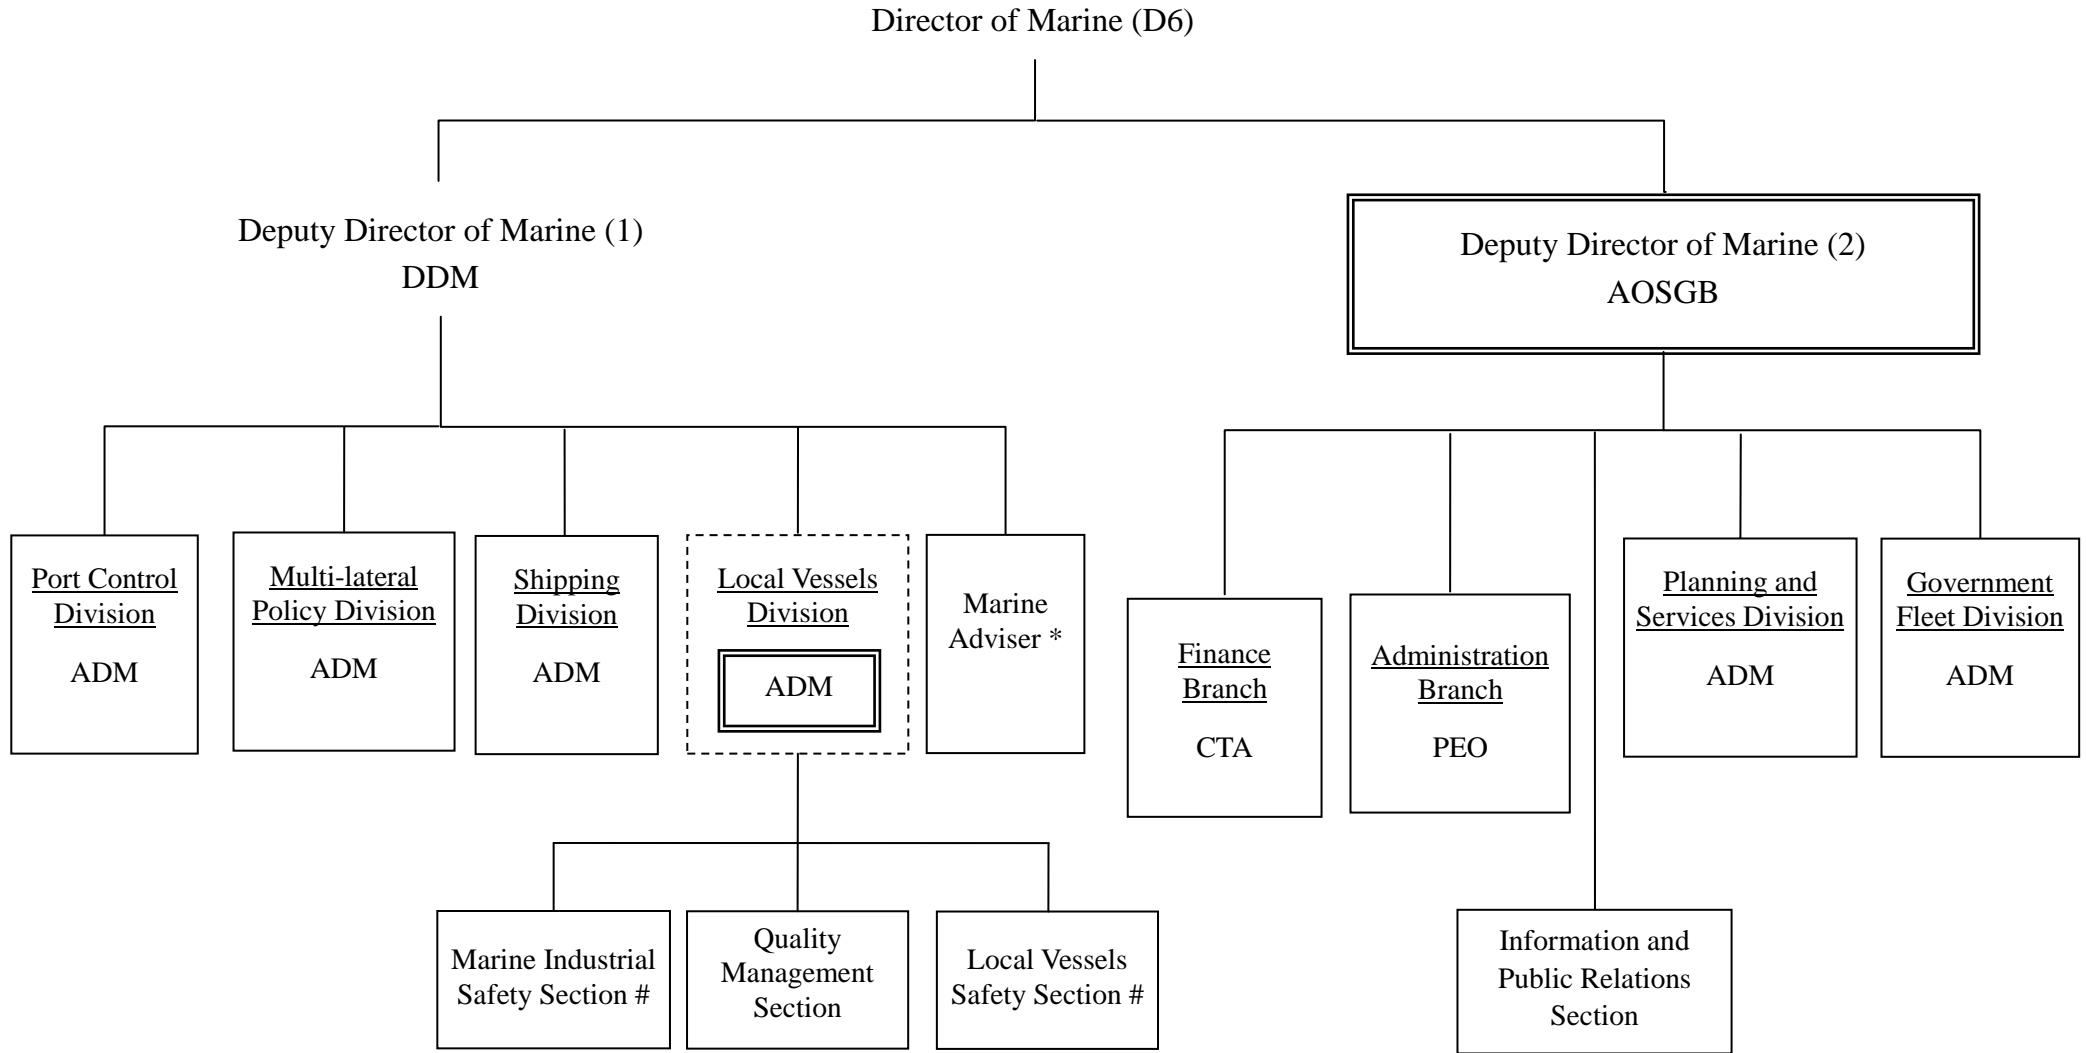 Director of Marine (D6)
Deputy Director of Marine (1)
DDM
Deputy Director of Marine (2)
AOSGB
Port Control
Division
ADM
Multi-lateral
Policy Division
ADM
Shipping
Division
ADM
Local Vessels
Division
ADM
Marine
Adviser *
Finance
Branch
CTA
Administration
Branch
PEO
Planning and
Services Division
ADM
Government
Fleet Division
ADM
Marine Industrial
Safety Section #
Quality
Management
Section
Local Vessels
Safety Section #
Information and
Public Relations
Section